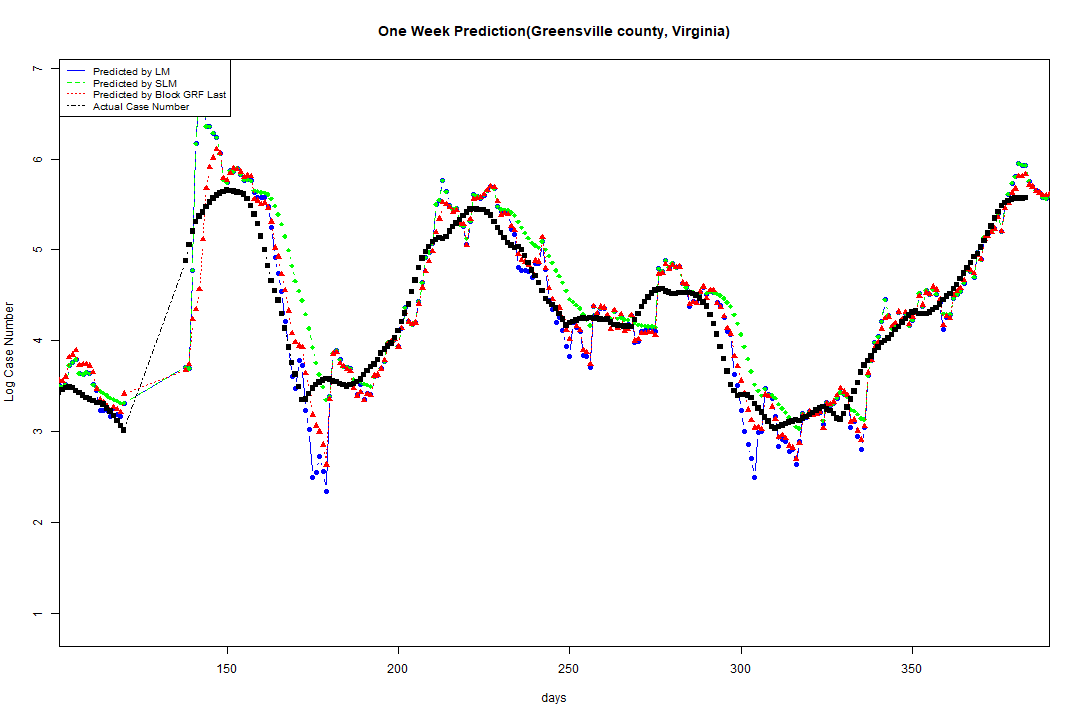 One Week Prediction(Greensville county, Virginia)
Predicted by LM
Predicted by SLM
Predicted by Block GRF Last
Actual Case Number
Log Case Number
7
6
5
4
3
2
1
150 200 250 300 350
days